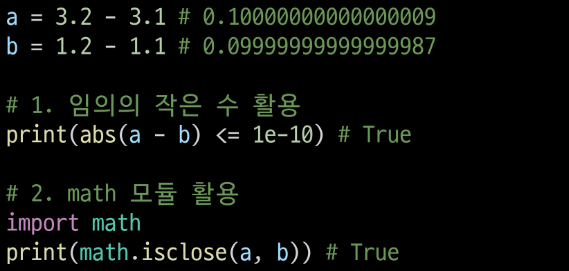 a = 3.2 - 3.1 # 0.10000000000000009
b = 1.2 - 1.1 # 0.09999999999999987
# 1. 임의의 작은 수 활용
print(abs(a - b) <= 1e-10) # True
# 2. math 모듈 활용
import math
print(math.isclose(a, b)) # True